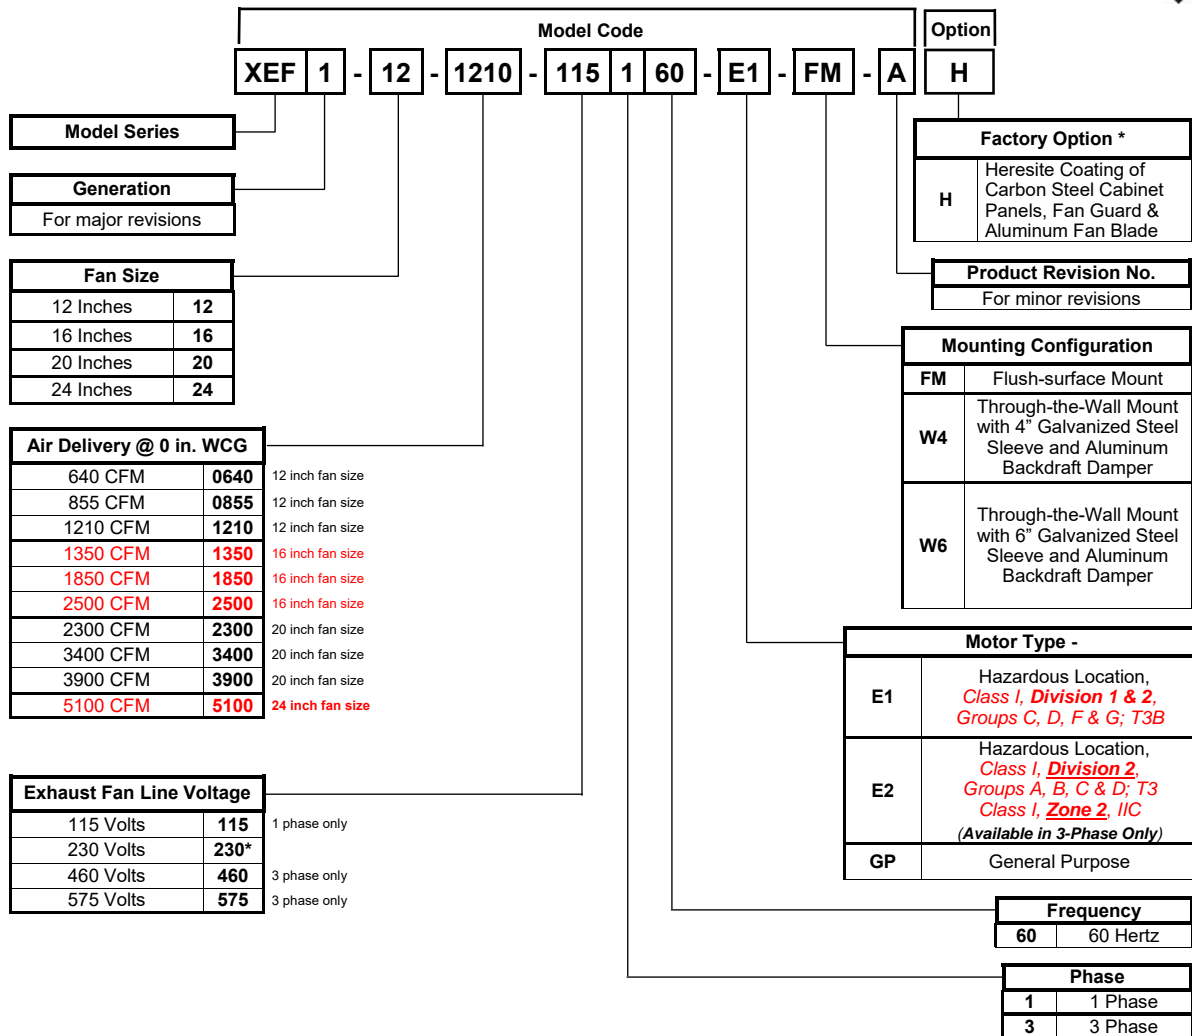 Model Code
Option
XEF 1 - 12 - 1210 - 115 1 60 - E1 - FM - A H
Model Series
Generation
For major revisions
Fan Size
12 Inches 12
16 Inches 16
20 Inches 20
24 Inches 24
Air Delivery @ 0 in. WCG
640 CFM 0640 12 inch fan size
855 CFM 0855 12 inch fan size
1210 CFM 1210 12 inch fan size
1350 CFM 1350 16 inch fan size
1850 CFM 1850 16 inch fan size
2500 CFM 2500 16 inch fan size
2300 CFM 2300 20 inch fan size
3400 CFM 3400 20 inch fan size
3900 CFM 3900 20 inch fan size
5100 CFM 5100 24 inch fan size
Exhaust Fan Line Voltage
115 Volts 115 1 phase only
230 Volts 230*
460 Volts 460 3 phase only
575 Volts 575 3 phase only
Factory Option *
H
Heresite Coating of
Carbon Steel Cabinet
Panels, Fan Guard &
Aluminum Fan Blade
Product Revision No.
For minor revisions
Mounting Configuration
FM Flush-surface Mount
W4
Through-the-Wall Mount
with 4” Galvanized Steel
Sleeve and Aluminum
Backdraft Damper
W6
Through-the-Wall Mount
with 6” Galvanized Steel
Sleeve and Aluminum
Backdraft Damper
Motor Type -
E1
Hazardous Location,
Class I, Division 1 & 2,
Groups C, D, F & G; T3B
E2
Hazardous Location,
Class I, Division 2,
Groups A, B, C & D; T3
Class I, Zone 2, IIC
(Available in 3-Phase Only)
GP General Purpose
Frequency
60 60 Hertz
Phase
1 1 Phase
3 3 Phase